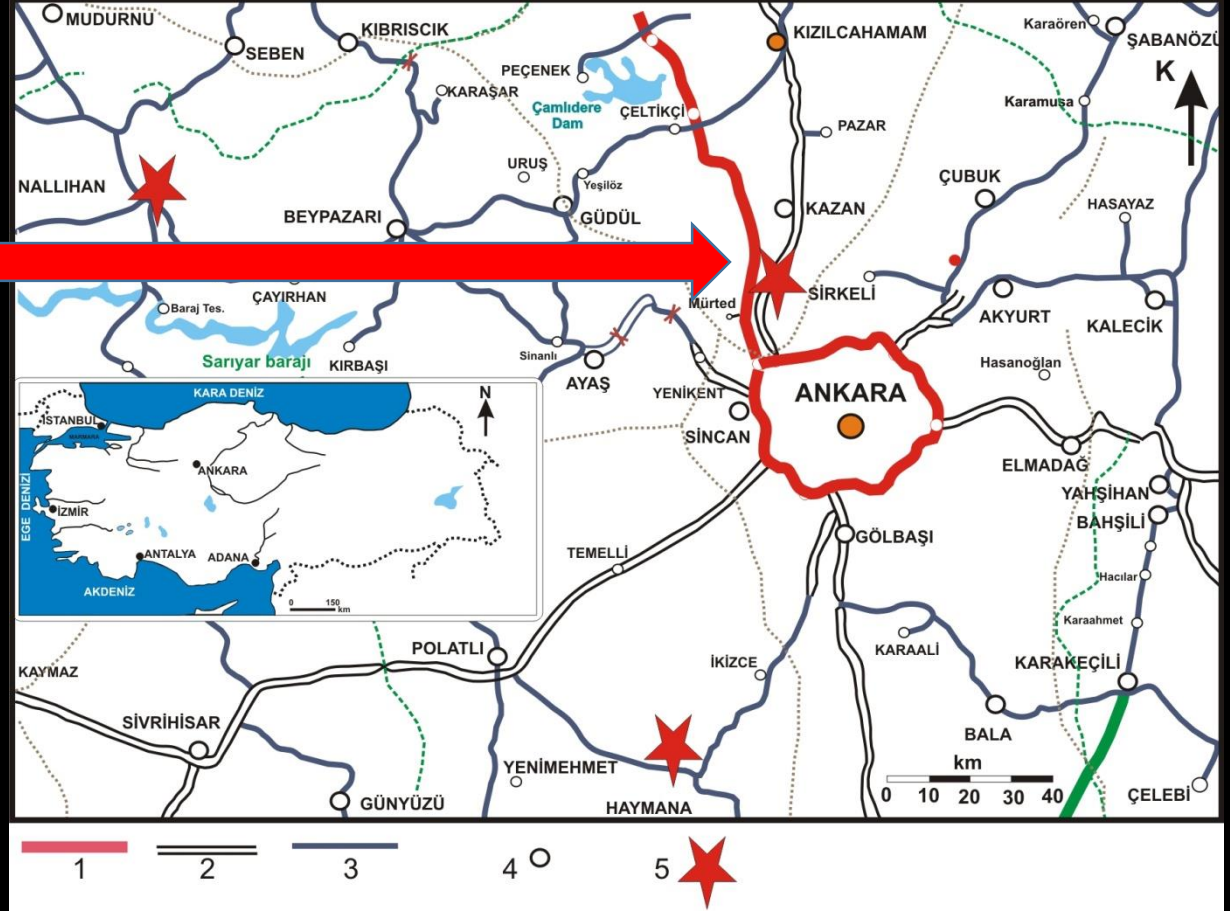 MUDURNU
SEBEN
KIBRISCIK
KARAŞAR
PEÇENEK
Çamlıdere
Dam
ÇELTİKÇİ
KIZILCAHAMAM
PAZAR
Karaören
ŞABANÖZÜ
K
Karamusa
NALLIHAN
URUŞ
Yeşilöz
GÜDÜL
BEYPAZARI
KAZAN
ÇUBUK
HASAYAZ
ÇAYIRHAN
Baraj Tes.
Sarıyar barajı
KIRBAŞI
Sinanlı
AYAŞ
Mürted
SİRKELİ
AKYURT
KALECİK
Hasanoğlan
YENİKENT
SİNCAN
ANKARA
ELMADAĞ
YAHŞİHAN
BAHŞİLİ
Hacılar
Karaahmet
KARAKEÇİLİ
GÖLBAŞI
KARAALİ
BALA
ÇELEBİ
TEMELLİ
POLATLI
İKİZCE
HAYMANA
YENİMEHMET
KAYMAZ
SİVRİHİSAR
GÜNYÜZÜ
km
0 10 20 30 40
KARA DENİZ
N
İSTANBUL
MARMARA
ANKARA
EGE DENİZİ
İZMİR
ANTALYA
ADANA
AKDENİZ
0 150
km
1 2 3 4 5